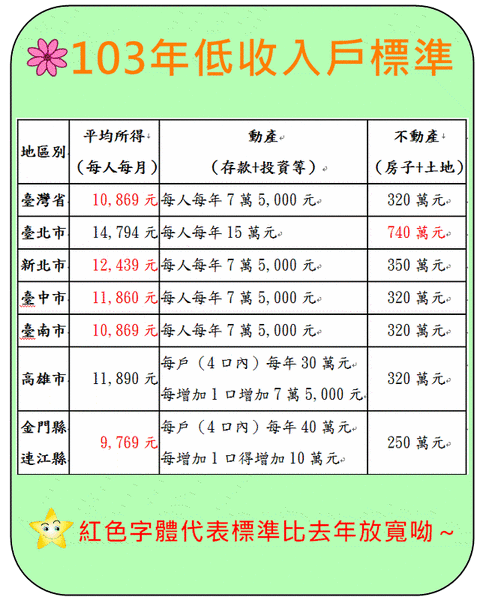 103年低收入戶標準
地區別 平均所得 (每人每月) 動產 (存款+投資等) 不動產 (房子+土地)
臺灣省 10,869 元 每人每年 7 萬 5,000 元 320 萬元
臺北市 14,794 元 每人每年 15 萬元 740 萬元
新北市 12,439 元 每人每年 7 萬 5,000 元 350 萬元
臺中市 11,860 元 每人每年 7 萬 5,000 元 320 萬元
臺南市 10,869 元 每人每年 7 萬 5,000 元 320 萬元
高雄市 11,890 元 每戶（4 口內）每年 30 萬元 每增加 1 口增加 7 萬 5,000 元 320 萬元
金門縣 連江縣 9,769 元 每戶（4 口內）每年 40 萬元 每增加 1 口得增加 10 萬元 250 萬元
紅色字體代表標準比去年放寬呦～